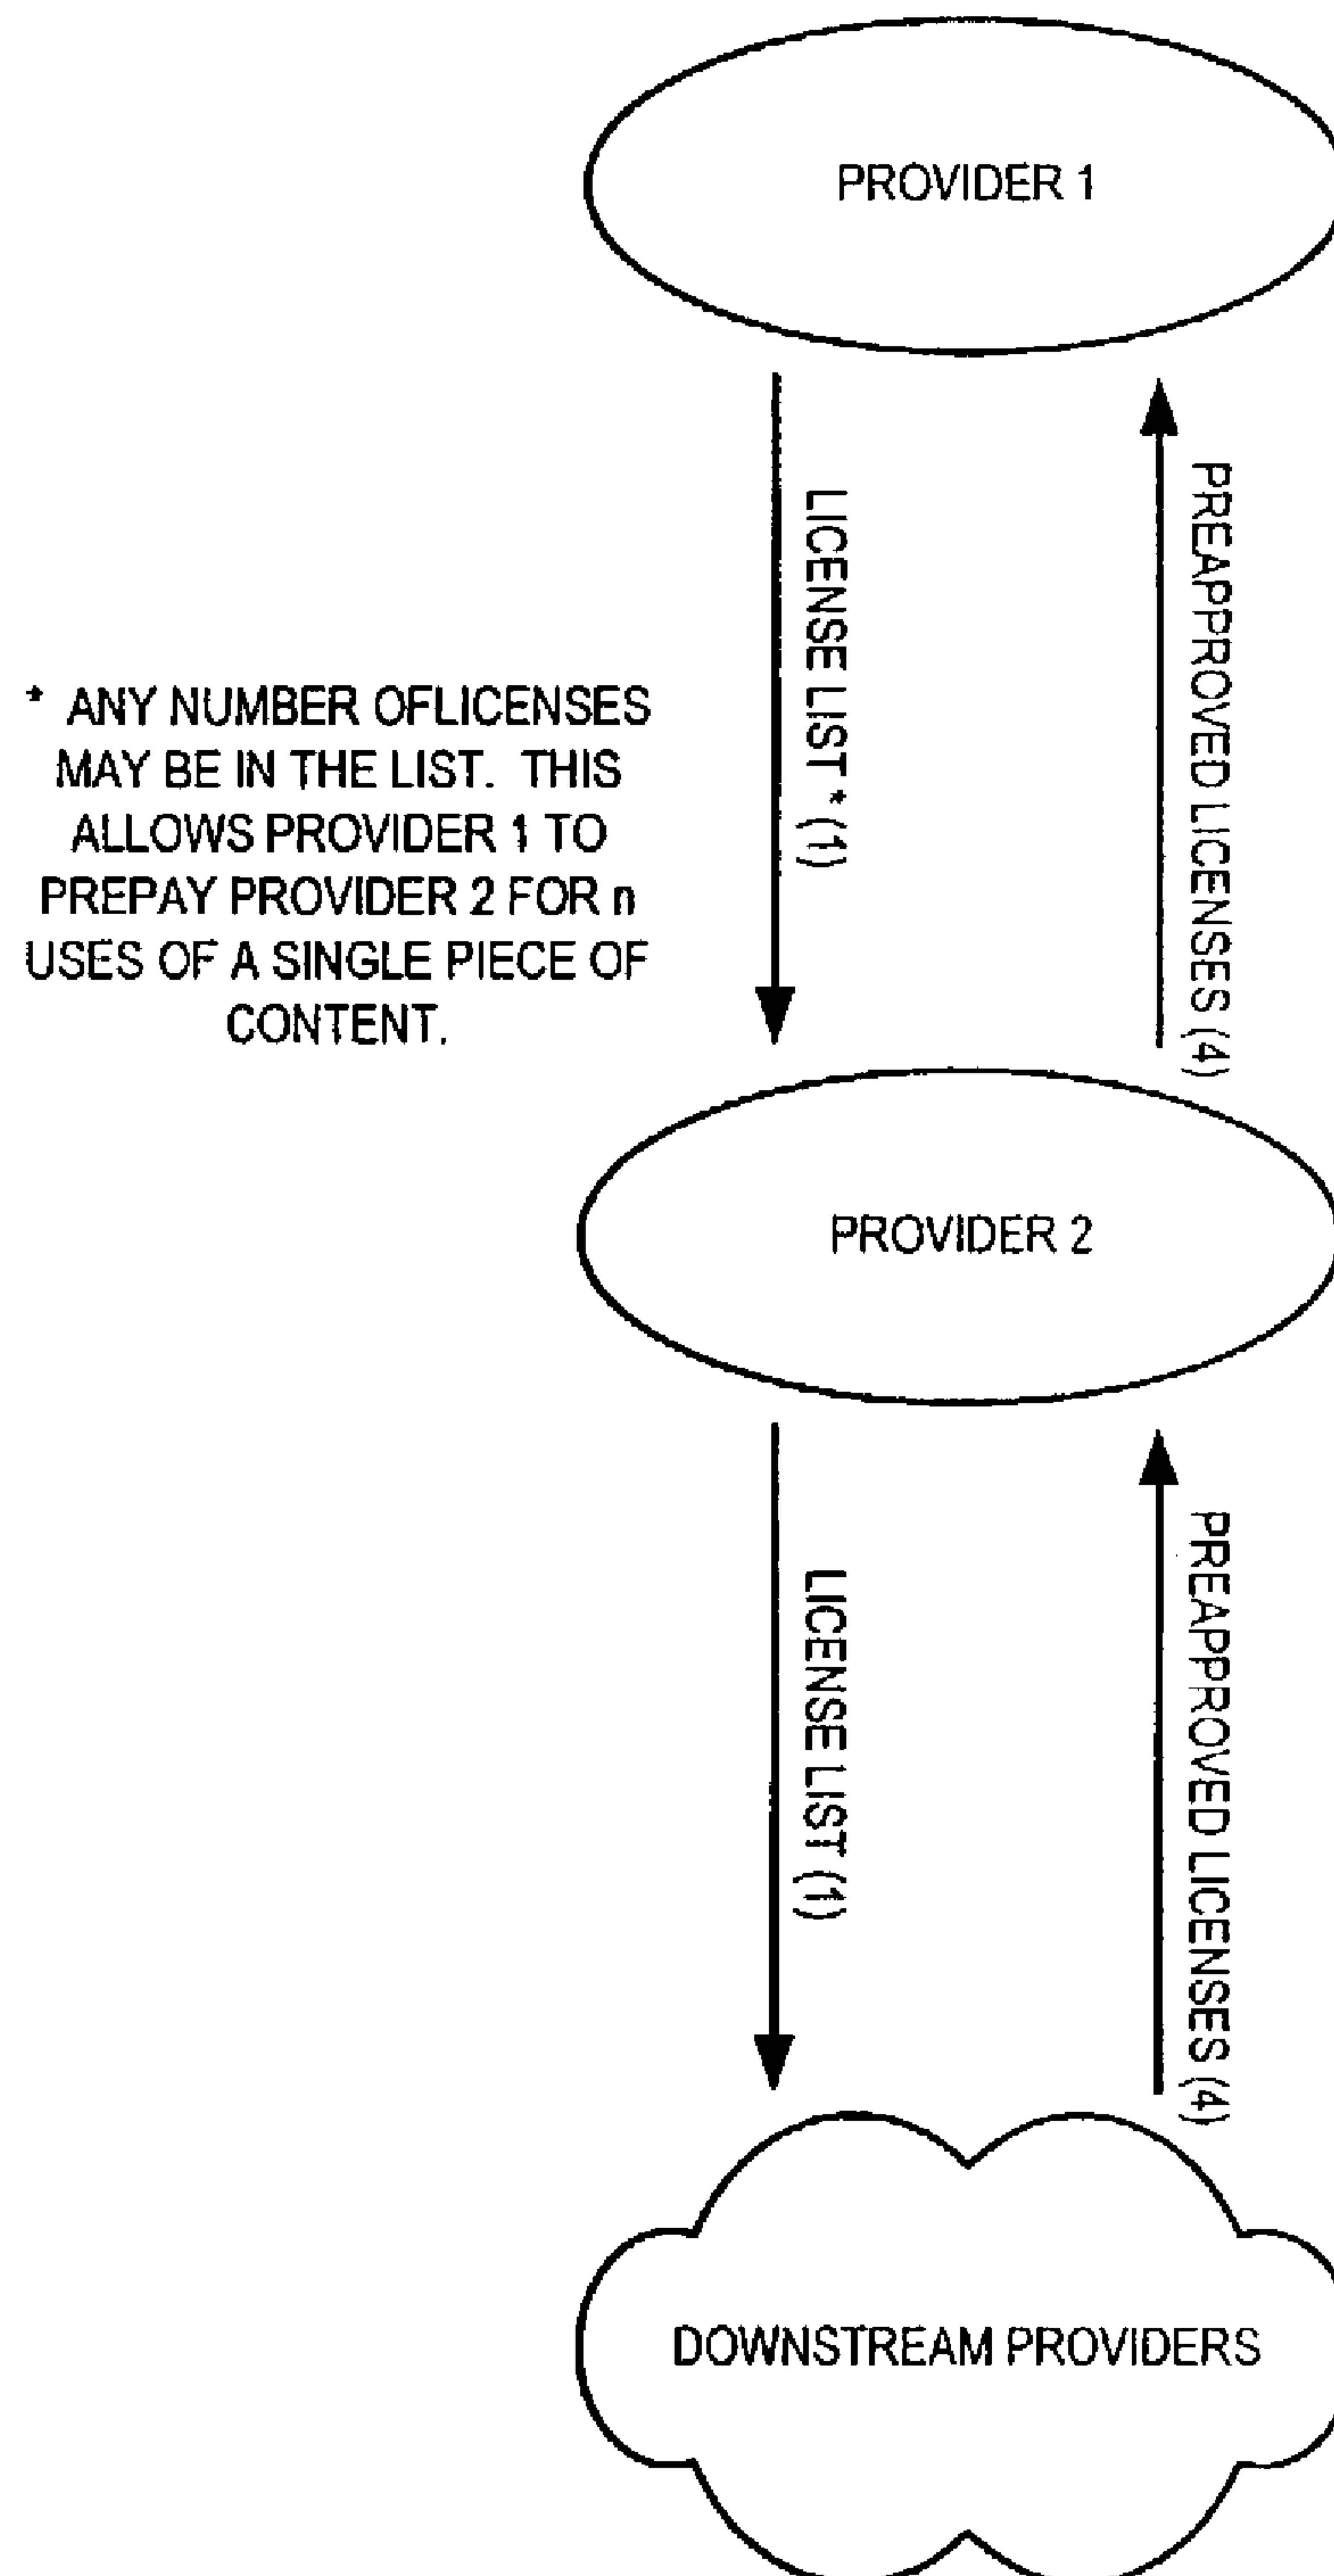 PROVIDER 1
LICENSE LIST * (1)
PREAPPROVED LICENSES (4)
* ANY NUMBER OFLICENSES
MAY BE IN THE LIST. THIS
ALLOWS PROVIDER 1 TO
PREPAY PROVIDER 2 FOR n
USES OF A SINGLE PIECE OF
CONTENT.
PROVIDER 2
LICENSE LIST (1)
PREAPPROVED LICENSES (4)
DOWNSTREAM PROVIDERS